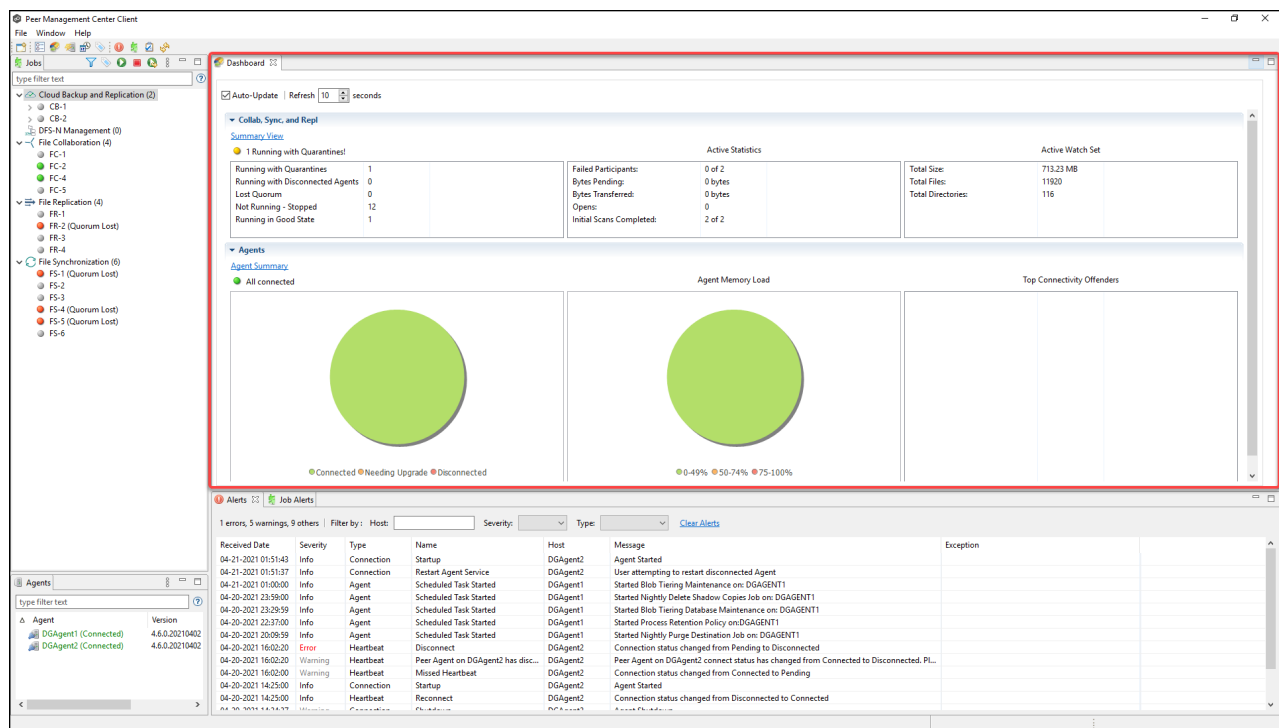 Peer Management Center Client
File Window Help
Jobs
type filter text
Cloud Backup and Replication (2)
CB-1
CB-2
DFS-N Management (0)
File Collaboration (4)
FC-1
FC-2
FC-4
FC-5
File Replication (4)
FR-1
FR-2 (Quorum Lost)
FR-3
FR-4
File Synchronization (6)
FS-1 (Quorum Lost)
FS-2
FS-3
FS-4 (Quorum Lost)
FS-5 (Quorum Lost)
FS-6
Agents
type filter text
Agent Version
DGAgent1 (Connected) 4.6.0.20210402
DGAgent2 (Connected) 4.6.0.20210402
Dashboard
Auto-Update Refresh 10 seconds
Collab, Sync, and Repl
Summary View
1 Running with Quarantines! Active Statistics Active Watch Set
Running with Quarantines 1 Failed Participants: 0 of 2 Total Size: 713.23 MB
Running with Disconnected Agents 0 Bytes Pending: 0 bytes Total Files: 11920
Lost Quorum 0 Bytes Transferred: 0 bytes Total Directories: 116
Not Running - Stopped 12 Opens: 0
Running in Good State 1 Initial Scans Completed: 2 of 2
Agents
Agent Summary
All connected Agent Memory Load Top Connectivity Offenders
Connected Needing Upgrade Disconnected 0-49% 50-74% 75-100%
Alerts Job Alerts
1 errors, 5 warnings, 9 others Filter by : Host: Severity: Type: Clear Alerts
Received Date Severity Type Name Host Message Exception
04-21-2021 01:51:43 Info Connection Startup DGAgent2 Agent Started
04-21-2021 01:51:37 Info Connection Restart Agent Service DGAgent2 User attempting to restart disconnected Agent
04-21-2021 01:00:00 Info Agent Scheduled Task Started DGAgent1 Started Blob Tiering Maintenance on: DGAGENT1
04-20-2021 23:59:00 Info Agent Scheduled Task Started DGAgent1 Started Nightly Delete Shadow Copies Job on: DGAGENT1
04-20-2021 23:29:59 Info Agent Scheduled Task Started DGAgent1 Started Blob Tiering Database Maintenance on: DGAGENT1
04-20-2021 22:37:00 Info Agent Scheduled Task Started DGAgent1 Started Process Retention Policy on:DGAGENT1
04-20-2021 20:09:59 Info Agent Scheduled Task Started DGAgent1 Started Nightly Purge Destination Job on: DGAGENT1
04-20-2021 16:02:20 Error Heartbeat Disconnect DGAgent2 Connection status changed from Pending to Disconnected
04-20-2021 16:02:20 Warning Heartbeat Peer Agent on DGAgent2 has disc... DGAgent2 Peer Agent on DGAgent2 connect status has changed from Connected to Disconnected. Pl...
04-20-2021 16:02:00 Warning Heartbeat Missed Heartbeat DGAgent2 Connection status changed from Connected to Pending
04-20-2021 14:25:00 Info Connection Startup DGAgent2 Agent Started
04-20-2021 14:25:00 Info Heartbeat Reconnect DGAgent2 Connection status changed from Disconnected to Connected
04-20-2021 14:24:37 Warning Connection Shutdown DGAgent2 Agent Shutdown